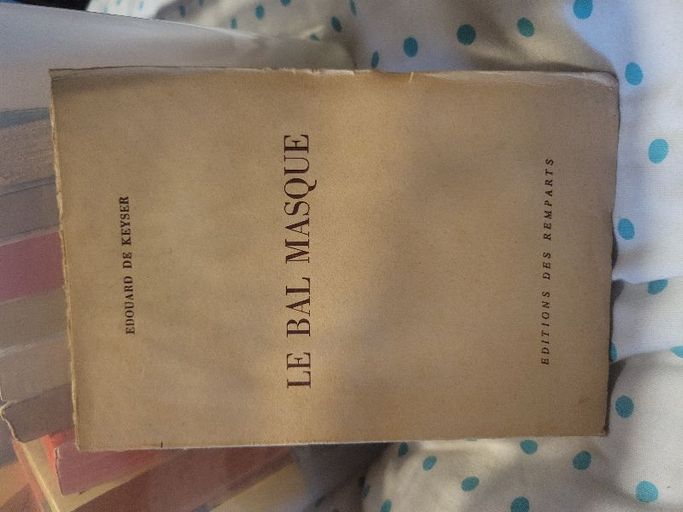 EDOUARD DE KEYSER
LE BAL MASQUE
EDITIONS DES REMPARTS